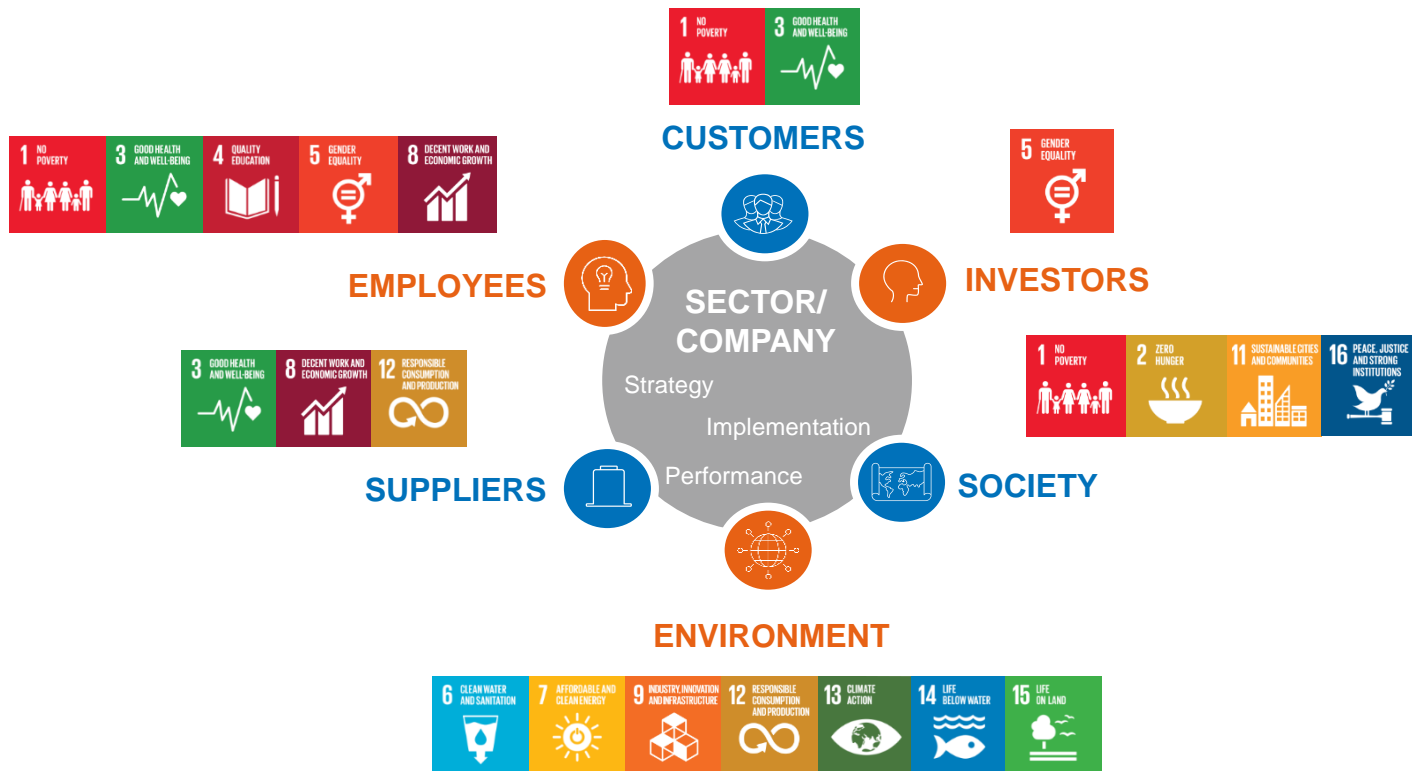 1 NO
POVERTY
3 GOOD HEALTH
AND WELL-BEING
CUSTOMERS
1 NO
POVERTY
3 GOOD HEALTH
AND WELL-BEING
4 QUALITY
EDUCATION
5 GENDER
EQUALITY
8 DECENT WORK AND
ECONOMIC GROWTH
EMPLOYEES
5 GENDER
EQUALITY
INVESTORS
SECTOR/
COMPANY
Strategy
Implementation
Performance
3 GOOD HEALTH
AND WELL-BEING
8 DECENT WORK AND
ECONOMIC GROWTH
12 RESPONSIBLE
CONSUMPTION
AND PRODUCTION
SUPPLIERS
1 NO
POVERTY
2 ZERO
HUNGER
11 SUSTAINABLE CITIES
AND COMMUNITIES
16 PEACE, JUSTICE
AND STRONG
INSTITUTIONS
SOCIETY
ENVIRONMENT
6 CLEAN WATER
AND SANITATION
7 AFFORDABLE AND
CLEAN ENERGY
9 INDUSTRY, INNOVATION
AND INFRASTRUCTURE
12 RESPONSIBLE
CONSUMPTION
AND PRODUCTION
13 CLIMATE
ACTION
14 LIFE
BELOW WATER
15 LIFE
ON LAND